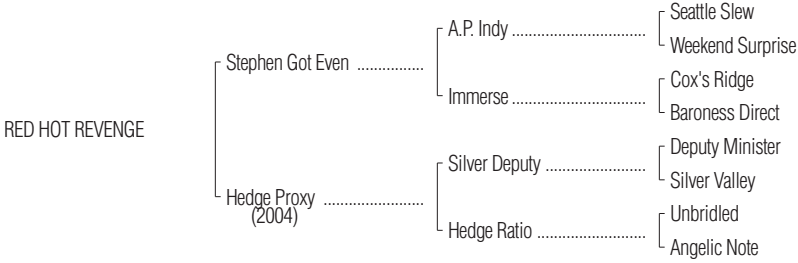 Seattle Slew
A.P. Indy ................................
Weekend Surprise
Stephen Got Even ................
Cox's Ridge
Immerse ................................
Baroness Direct
RED HOT REVENGE
Deputy Minister
Silver Deputy ........................
Silver Valley
Hedge Proxy ........................
(2004)
Unbridled
Hedge Ratio ..........................
Angelic Note